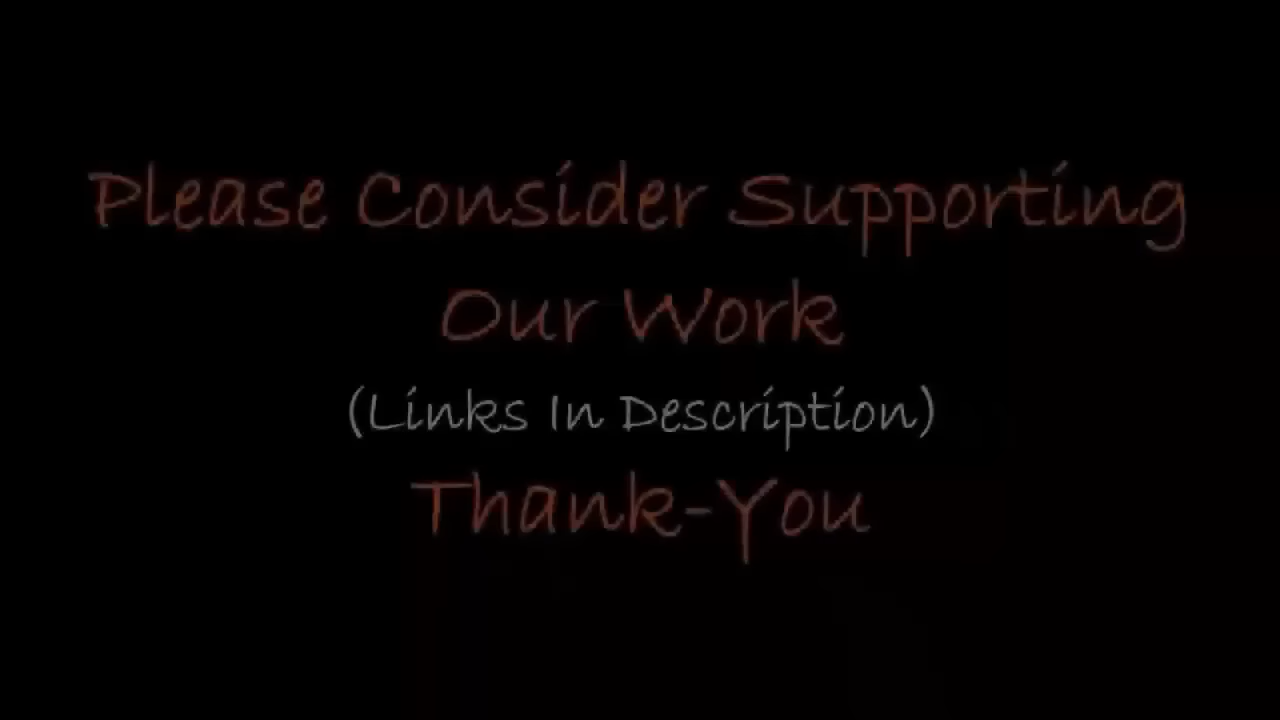 Please Consider Supporting
Our Work
(Links In Description)
Thank-You